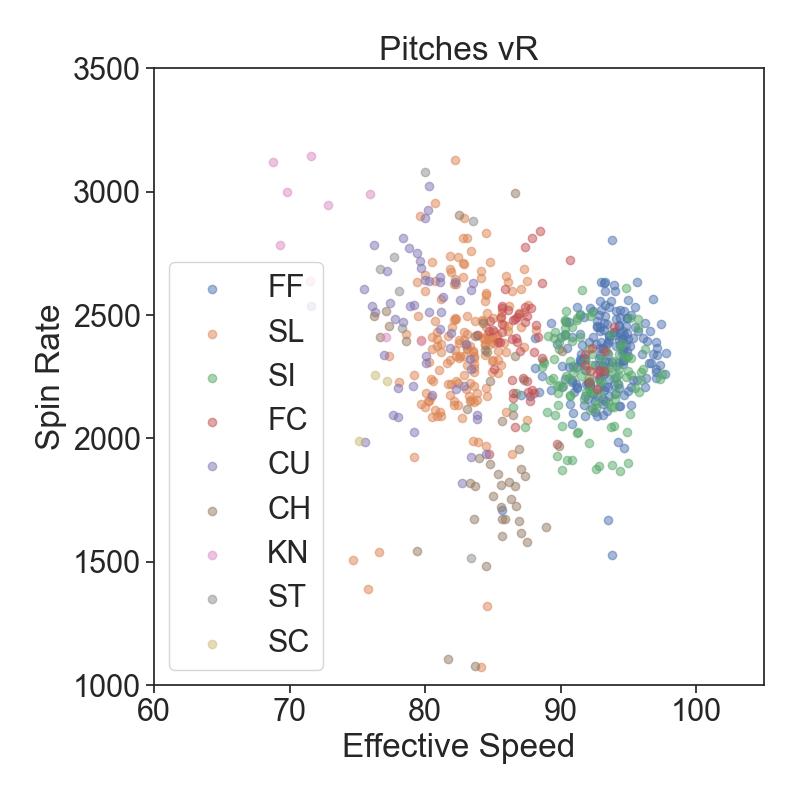 Pitches vR
3500
3000
2500
2000
1500
1000
Spin Rate
FF
SL
SI
FC
CU
CH
KN
ST
SC
60 70 80 90 100
Effective Speed